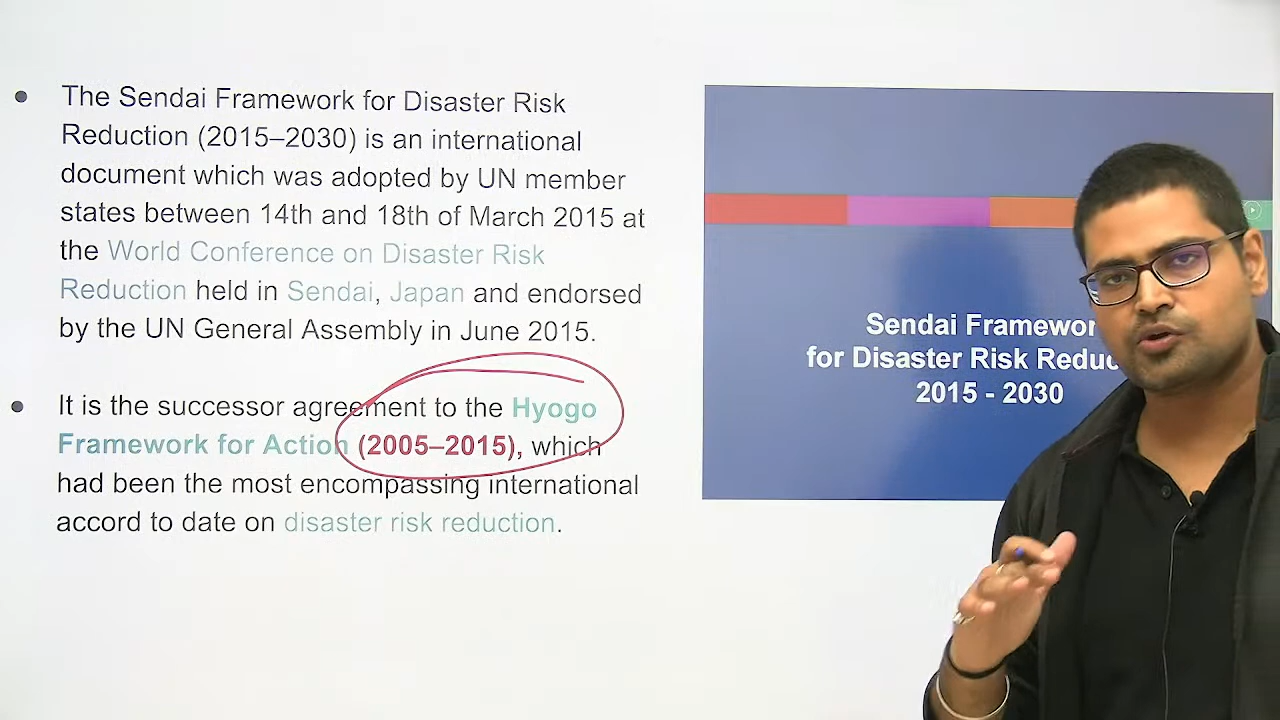 The Sendai Framework for Disaster Risk
Reduction (2015–2030) is an international
document which was adopted by UN member
states between 14th and 18th of March 2015 at
the World Conference on Disaster Risk
Reduction held in Sendai, Japan and endorsed
by the UN General Assembly in June 2015.
It is the successor agreement to the Hyogo
Framework for Action (2005–2015), which
had been the most encompassing international
accord to date on disaster risk reduction.
Sendai Framewor
for Disaster Risk Reduc
2015 - 2030